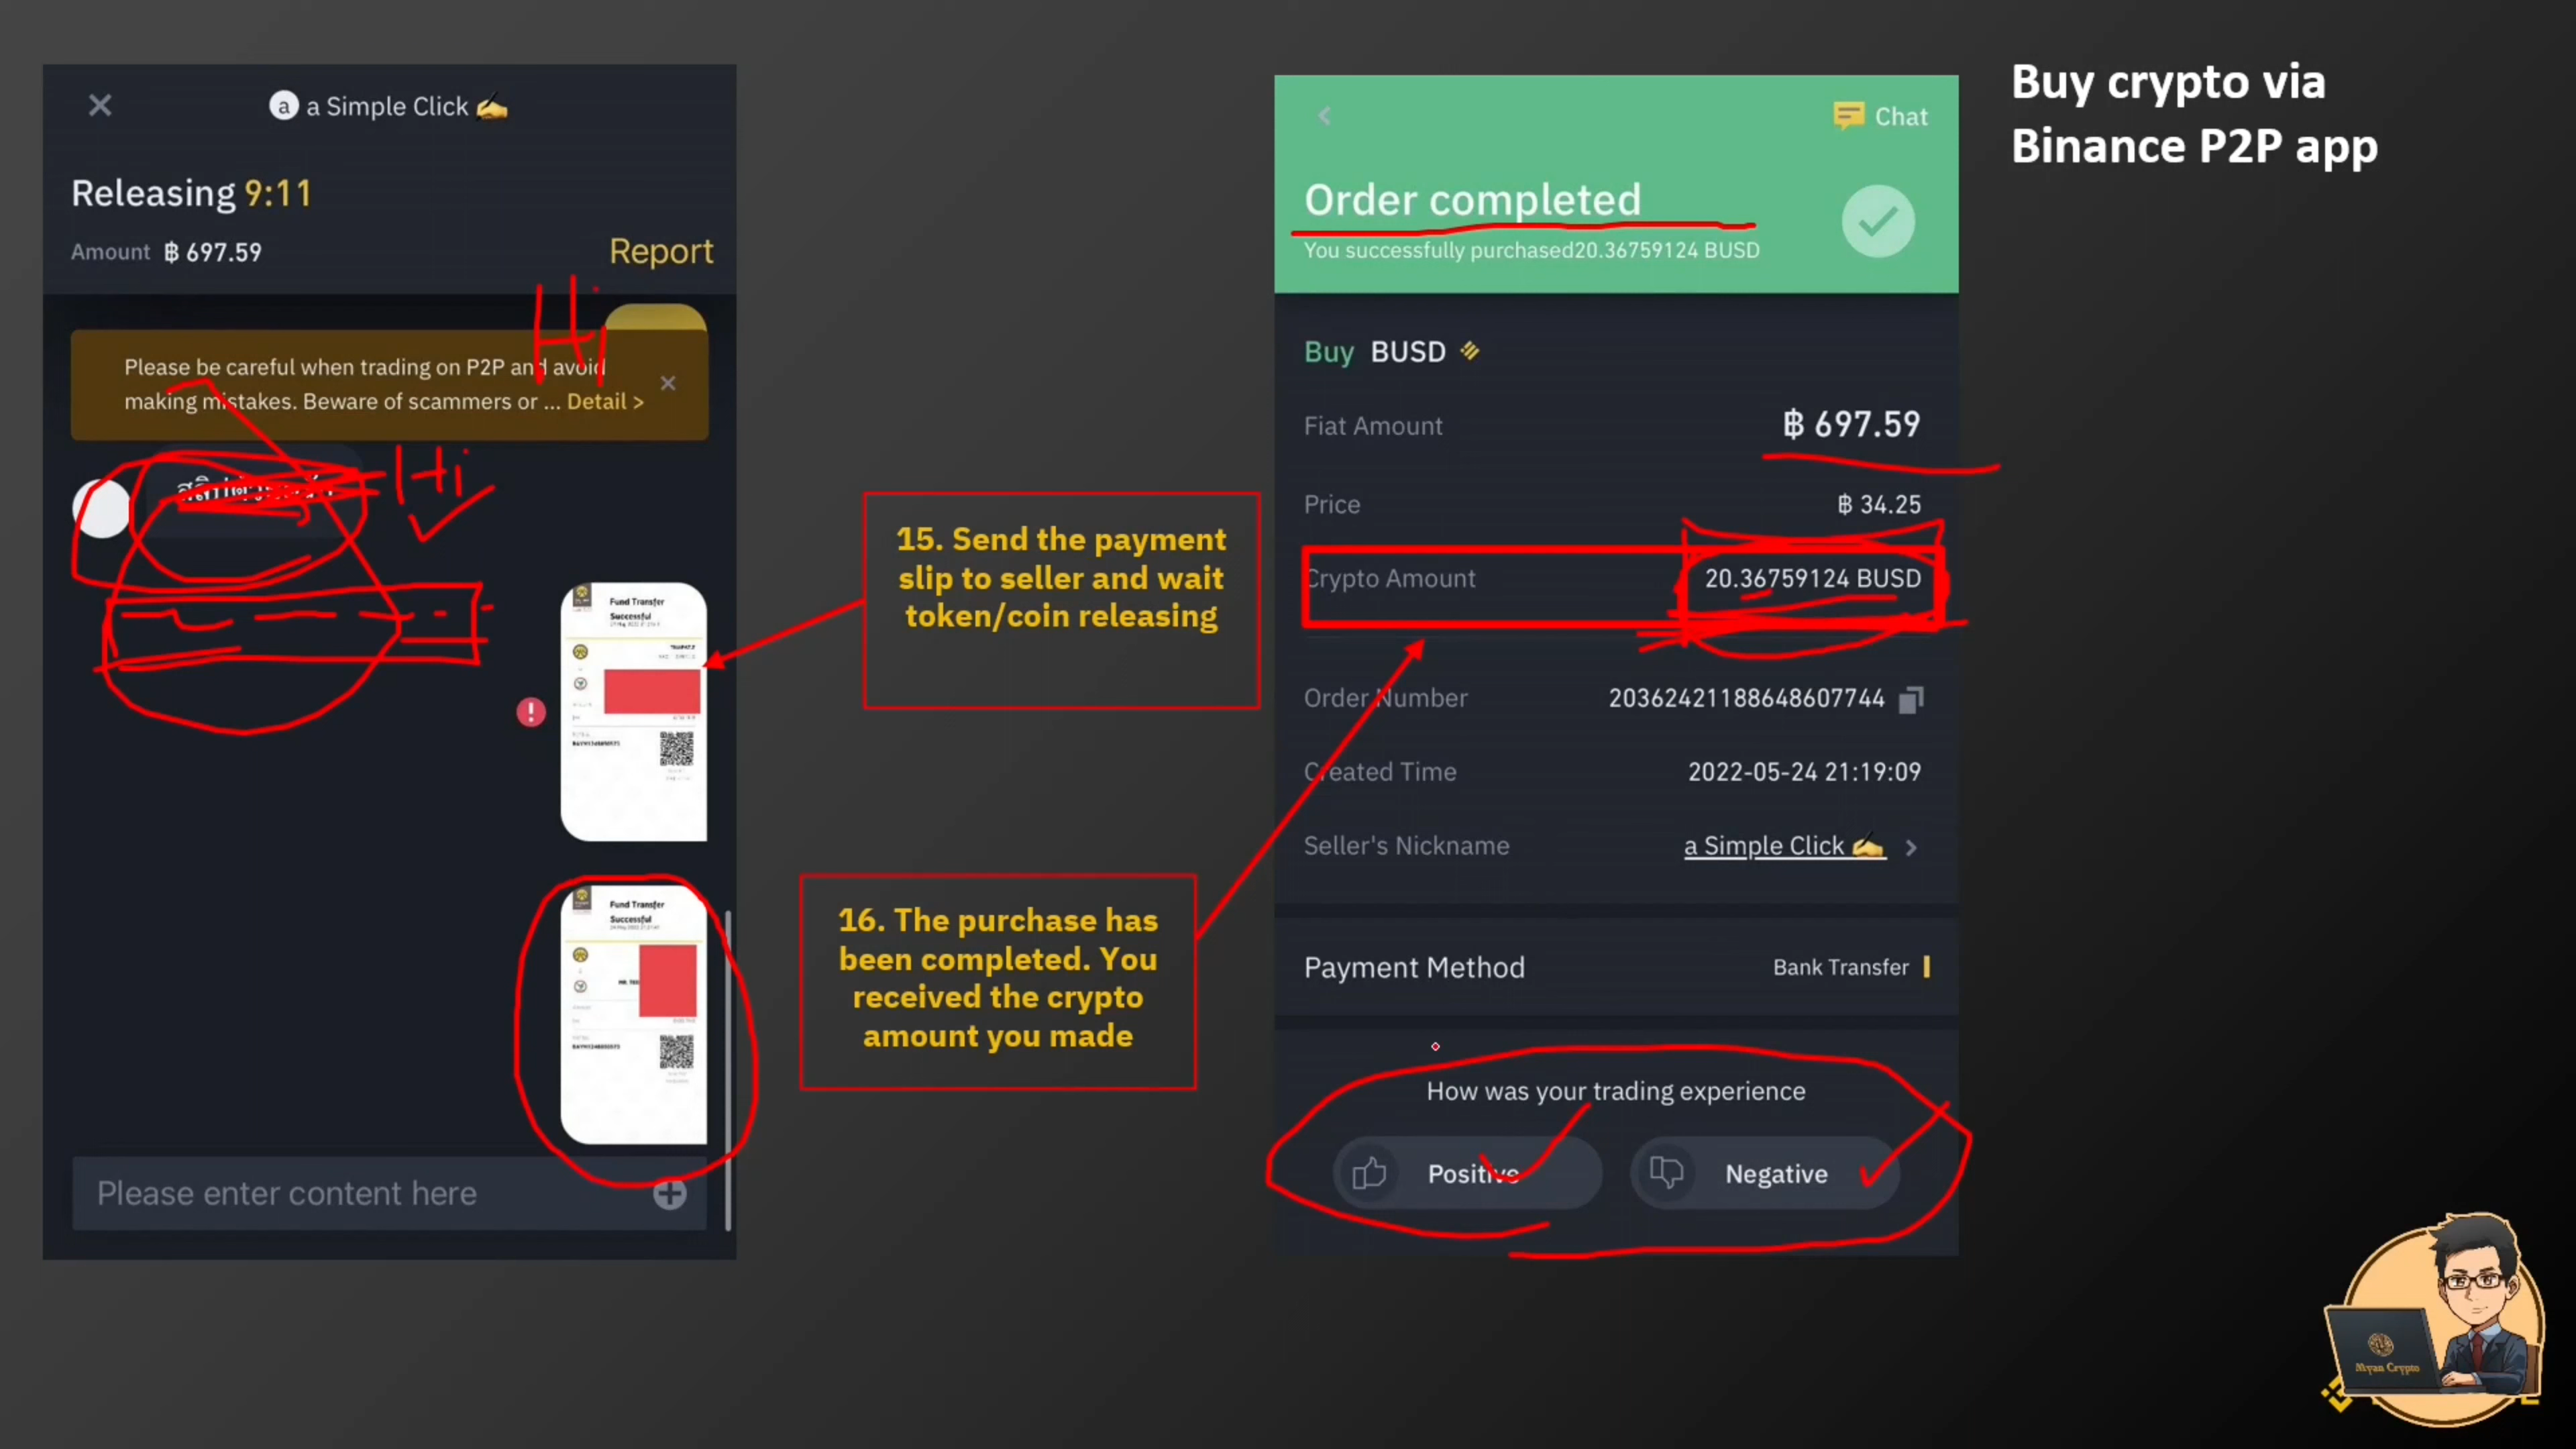 Buy crypto via
Binance P2P app
a a Simple Click ✍️
Releasing 9:11
Amount ฿ 697.59
Report
Hi
Please be careful when trading on P2P and avoid
making mistakes. Beware of scammers or ... Detail >
Hi
Fund Transfer
Successful
Fund Transfer
Successful
Please enter content here
15. Send the payment
slip to seller and wait
token/coin releasing
16. The purchase has
been completed. You
received the crypto
amount you made
Chat
Order completed
You successfully purchased20.36759124 BUSD
Buy BUSD
Fiat Amount ฿ 697.59
Price ฿ 34.25
Crypto Amount 20.36759124 BUSD
Order Number 20362421188648607744
Created Time 2022-05-24 21:19:09
Seller's Nickname a Simple Click ✍️ >
Payment Method Bank Transfer
How was your trading experience
Positive Negative
Myan Crypto